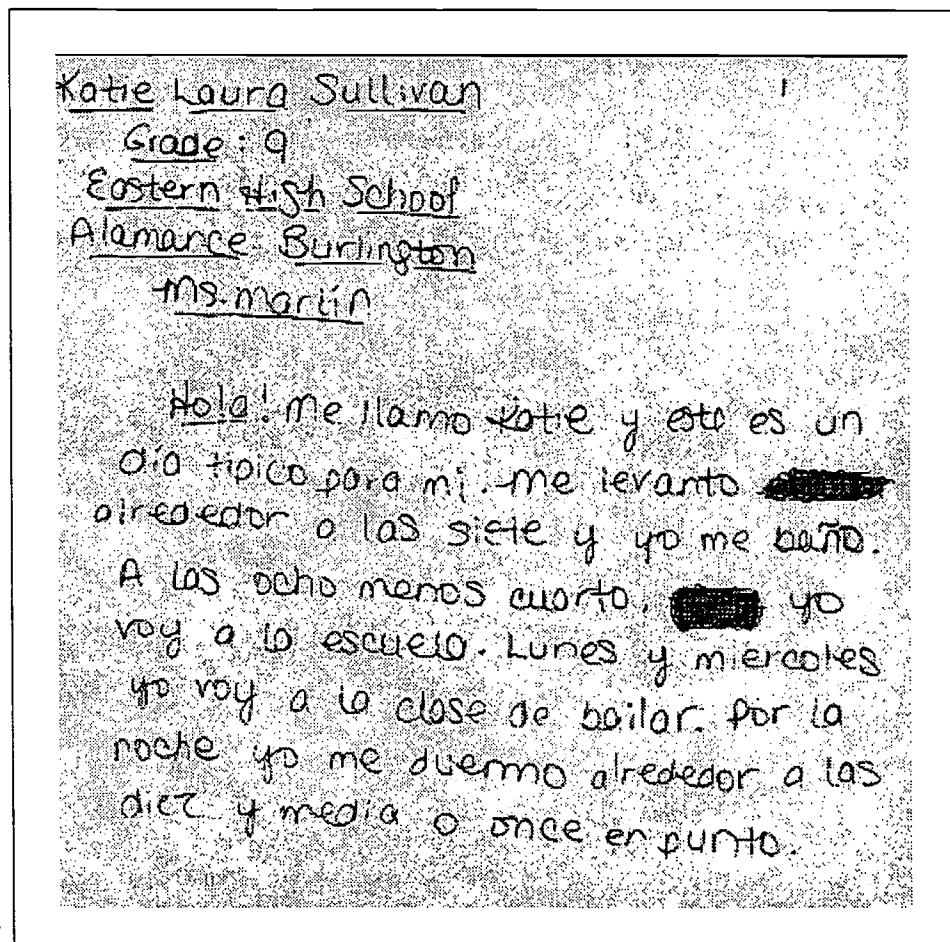 Katie Laura Sullivan 1
Grade: 9
Eastern High School
Alamance Burlington
Ms. Martín
Hola! Me llamo Katie y este es un
día tipico para mi. Me levanto
alrededor a las siete y yo me baño.
A las ocho menos cuarto, yo
voy a la escuela. Lunes y miercoles
yo voy a la clase de bailar. Por la
noche yo me duermo alrededor a las
diez y media o once en punto.